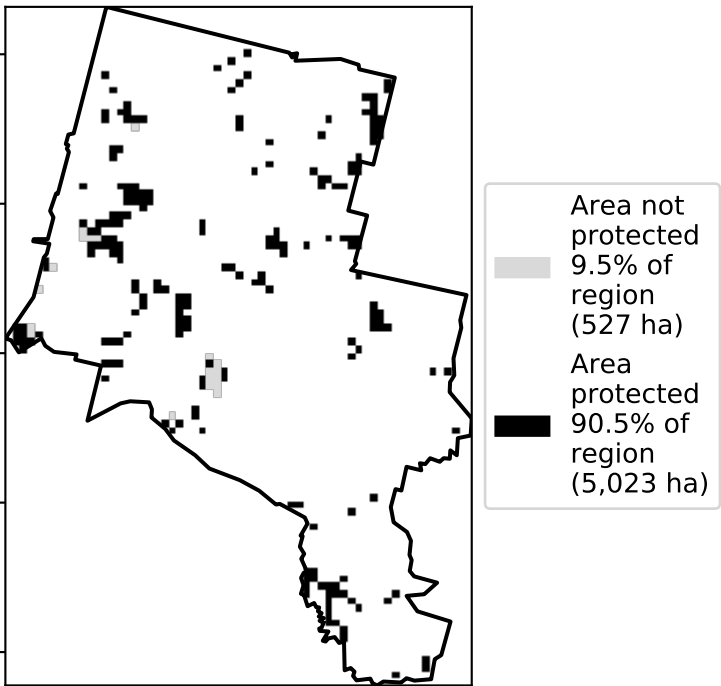 Area not
protected
9.5% of
region
(527 ha)
Area
protected
90.5% of
region
(5,023 ha)